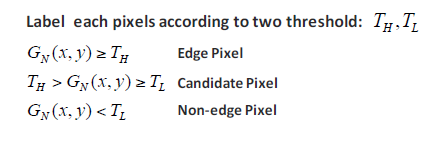 Label each pixels according to two threshold: T_H, T_L
G_N(x, y) ≥ T_H Edge Pixel
T_H > G_N(x, y) ≥ T_L Candidate Pixel
G_N(x, y) < T_L Non-edge Pixel